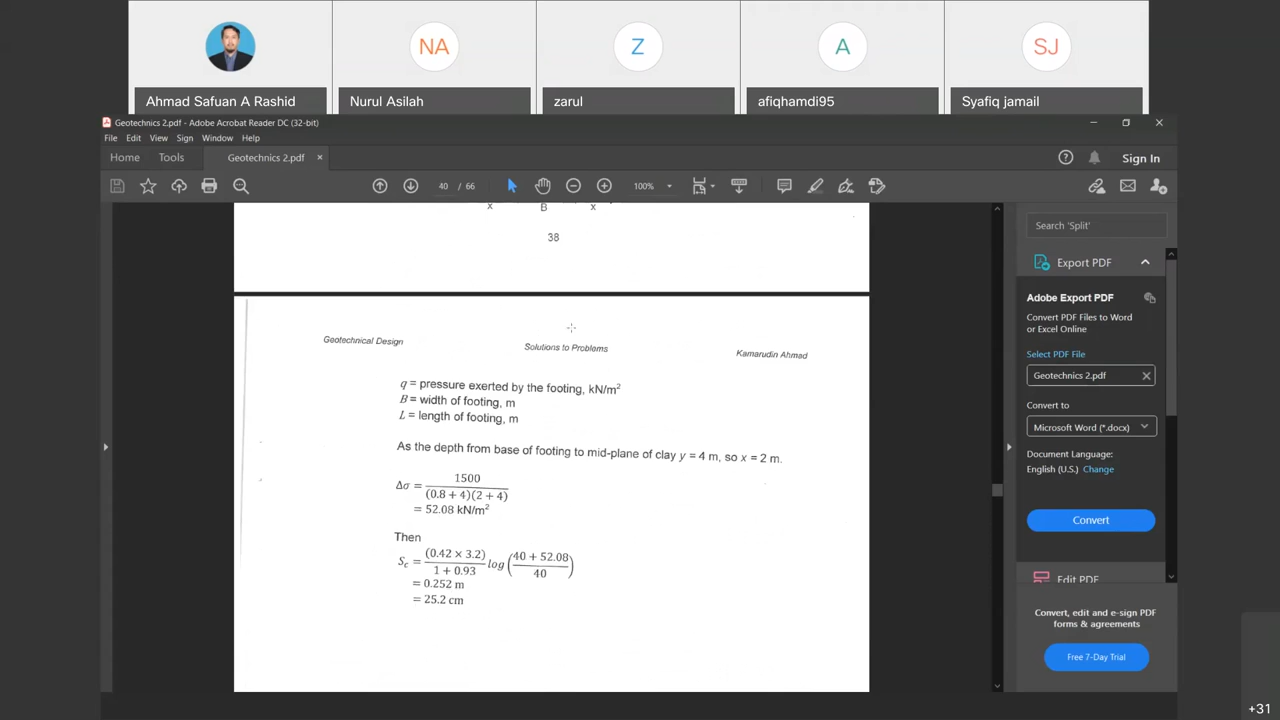 NA
Z
A
SJ
Ahmad Safuan A Rashid
Nurul Asilah
zarul
afiqhamdi95
Syafiq jamail
Geotechnics 2.pdf - Adobe Acrobat Reader DC (32-bit)
File Edit View Sign Window Help
Home Tools Geotechnics 2.pdf ×
Sign In
40 / 66
100%
x B x
38
Geotechnical Design Solutions to Problems Kamarudin Ahmad
q = pressure exerted by the footing, kN/m²
B = width of footing, m
L = length of footing, m
As the depth from base of footing to mid-plane of clay y = 4 m, so x = 2 m.
Δσ = 1500 / (0.8 + 4)(2 + 4)
= 52.08 kN/m²
Then
Sc = (0.42 × 3.2) / 1 + 0.93 log (40 + 52.08 / 40)
= 0.252 m
= 25.2 cm
Search 'Split'
Export PDF
Adobe Export PDF
Convert PDF Files to Word
or Excel Online
Select PDF File
Geotechnics 2.pdf
Convert to
Microsoft Word (*.docx)
Document Language:
English (U.S.) Change
Convert
Edit PDF
Convert, edit and e-sign PDF
forms & agreements
Free 7-Day Trial
+31